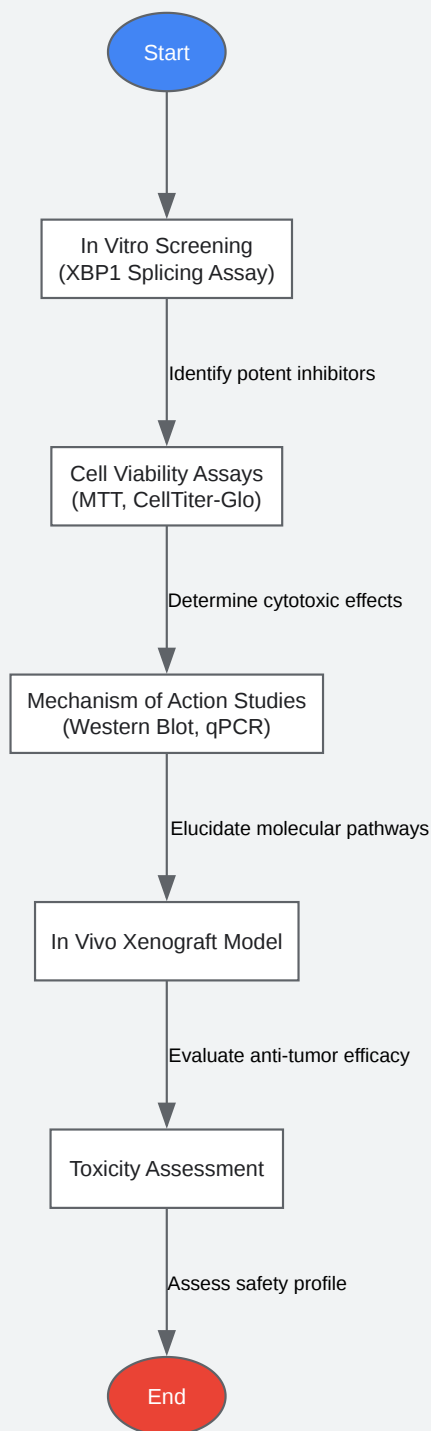 Start
In Vitro Screening
(XBP1 Splicing Assay)
Identify potent inhibitors
Cell Viability Assays
(MTT, CellTiter-Glo)
Determine cytotoxic effects
Mechanism of Action Studies
(Western Blot, qPCR)
Elucidate molecular pathways
In Vivo Xenograft Model
Evaluate anti-tumor efficacy
Toxicity Assessment
Assess safety profile
End